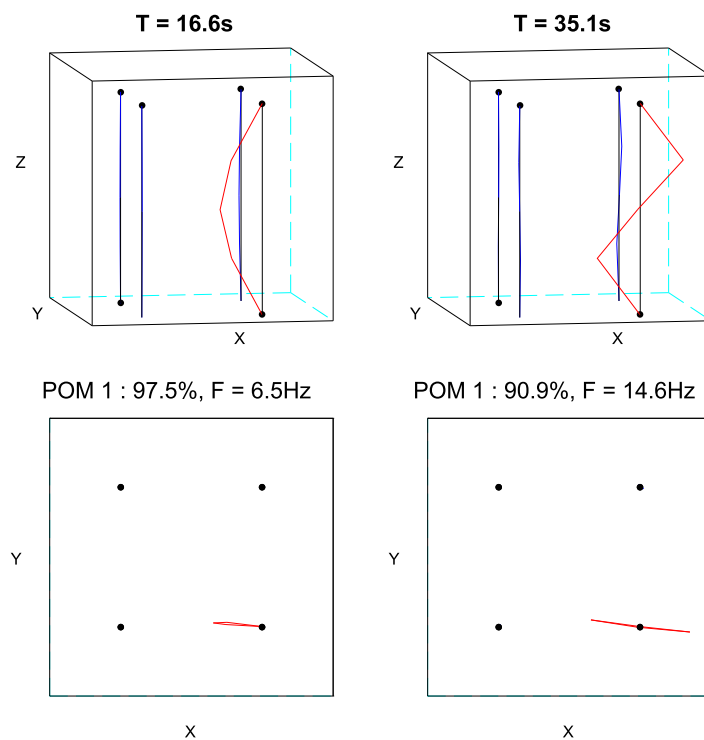 T = 16.6s
T = 35.1s
Z
Z
Y
Y
X
X
POM 1 : 97.5%, F = 6.5Hz
POM 1 : 90.9%, F = 14.6Hz
Y
Y
X
X